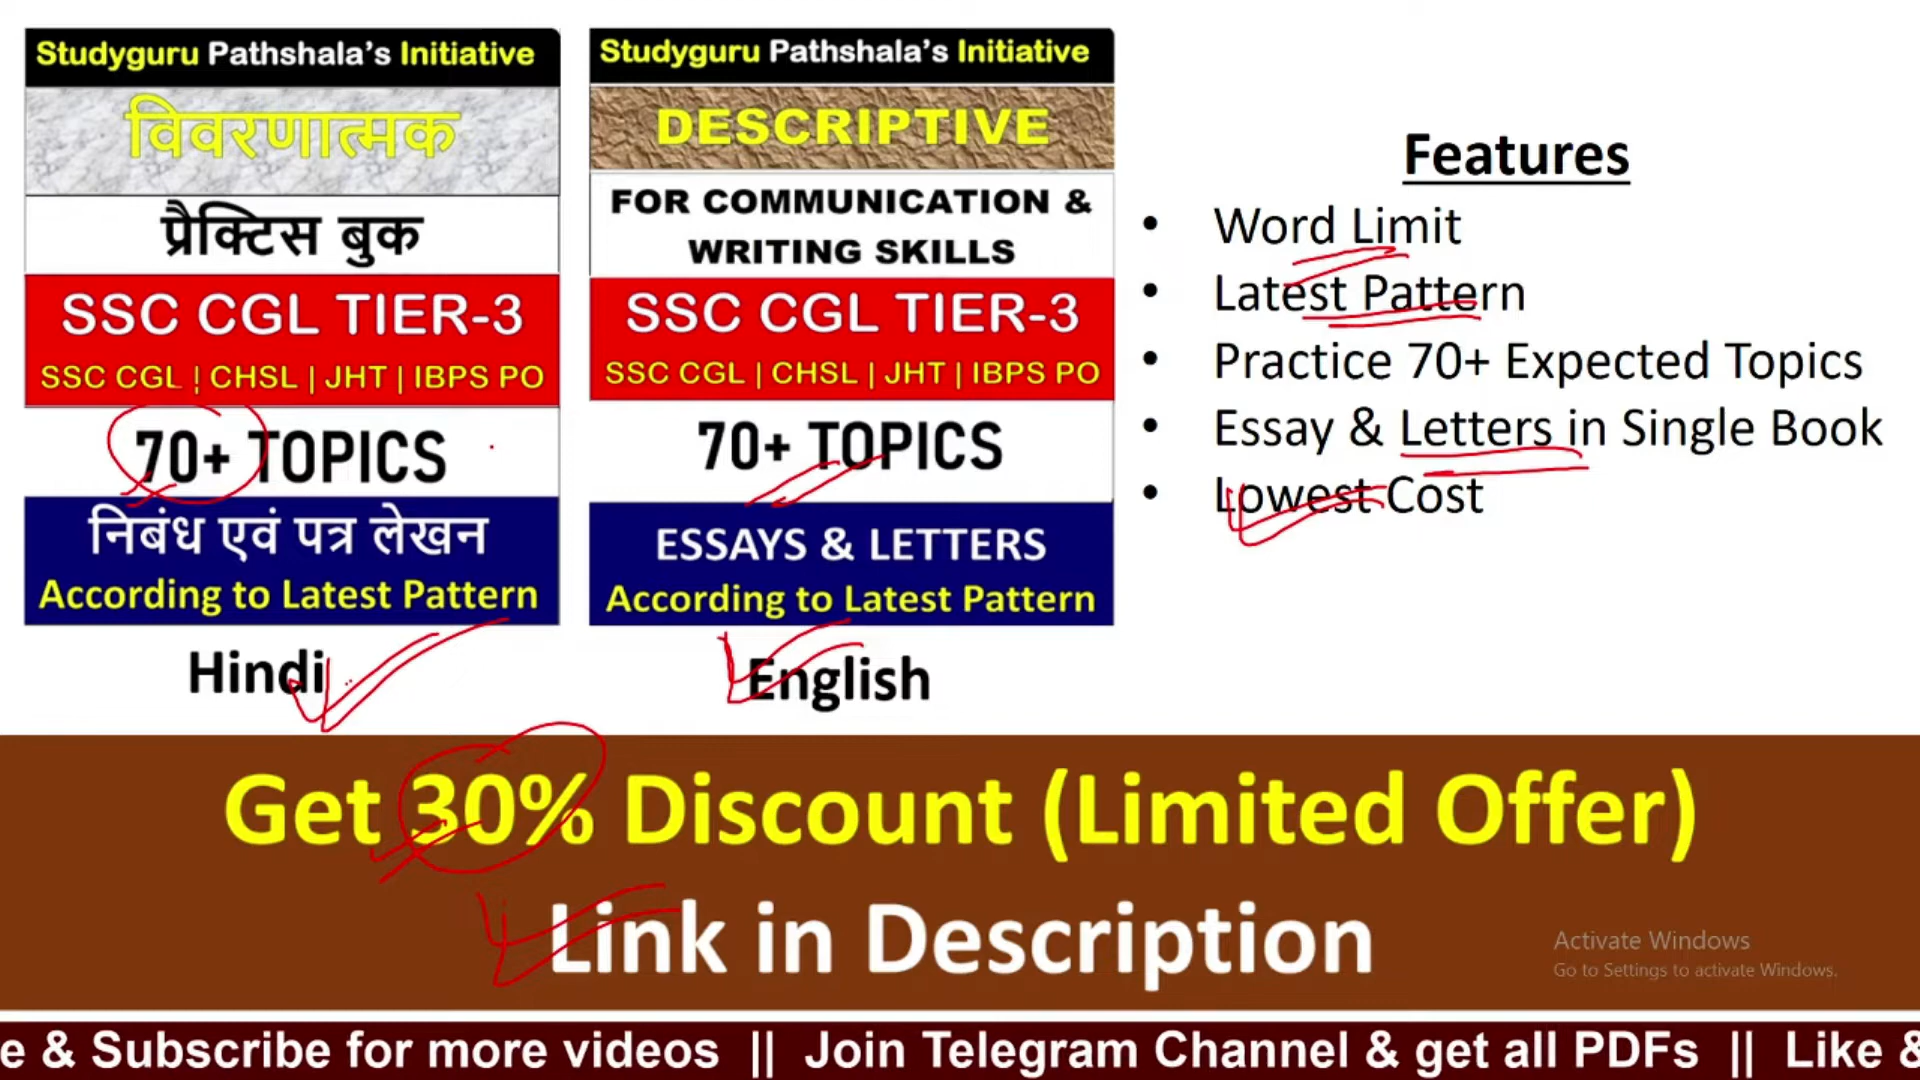 Studyguru Pathshala's Initiative
विवरणात्मक
प्रैक्टिस बुक
SSC CGL TIER-3
SSC CGL | CHSL | JHT | IBPS PO
70+ TOPICS
निबंध एवं पत्र लेखन
According to Latest Pattern
Hindi
Studyguru Pathshala's Initiative
DESCRIPTIVE
FOR COMMUNICATION &
WRITING SKILLS
SSC CGL TIER-3
SSC CGL | CHSL | JHT | IBPS PO
70+ TOPICS
ESSAYS & LETTERS
According to Latest Pattern
English
Features
• Word Limit
• Latest Pattern
• Practice 70+ Expected Topics
• Essay & Letters in Single Book
• Lowest Cost
Get 30% Discount (Limited Offer)
Link in Description
Activate Windows
Go to Settings to activate Windows.
e & Subscribe for more videos || Join Telegram Channel & get all PDFs || Like &